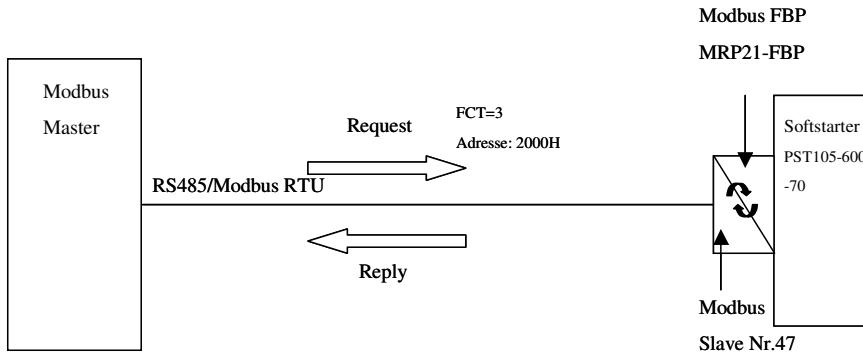 Modbus FBP
MRP21-FBP
Modbus
Master
Request
FCT=3
Adresse: 2000H
Softstarter
PST105-600
-70
RS485/Modbus RTU
Reply
Modbus
Slave Nr.47